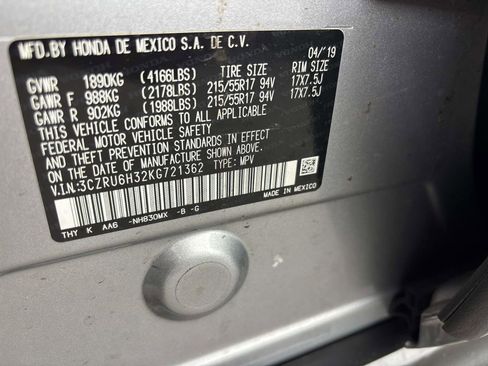 MFD.BY HONDA DE MEXICO S.A. DE C.V. 04/'19
GVWR 1890KG (4166LBS) TIRE SIZE RIM SIZE
GAWR F 988KG (2178LBS) 215/55R17 94V 17X7.5J
GAWR R 902KG (1988LBS) 215/55R17 94V 17X7.5J
THIS VEHICLE CONFORMS TO ALL APPLICABLE
FEDERAL MOTOR VEHICLE SAFETY
AND THEFT PREVENTION STANDARDS IN EFFECT
ON THE DATE OF MANUFACTURE SHOWN ABOVE.
V.I.N:3CZRU6H32KG721362 TYPE: MPV
MADE IN MEXICO
THY K AA6 -NH830MX -B -G